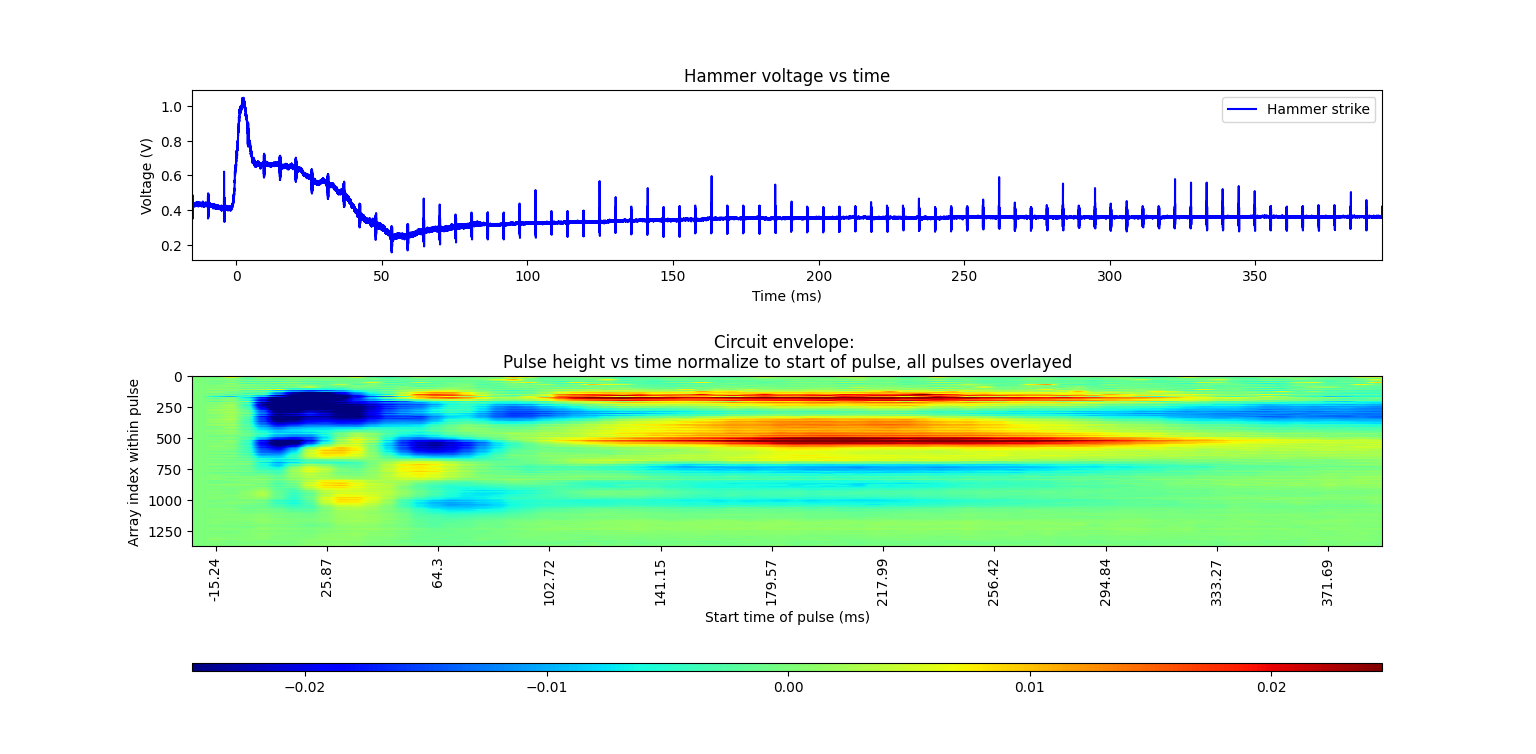 Hammer voltage vs time
Hammer strike
Voltage (V)
1.0
0.8
0.6
0.4
0.2
0 50 100 150 200 250 300 350
Time (ms)
Circuit envelope:
Pulse height vs time normalize to start of pulse, all pulses overlayed
Array index within pulse
0
250
500
750
1000
1250
-15.24 25.87 64.3 102.72 141.15 179.57 217.99 256.42 294.84 333.27 371.69
Start time of pulse (ms)
−0.02 −0.01 0.00 0.01 0.02